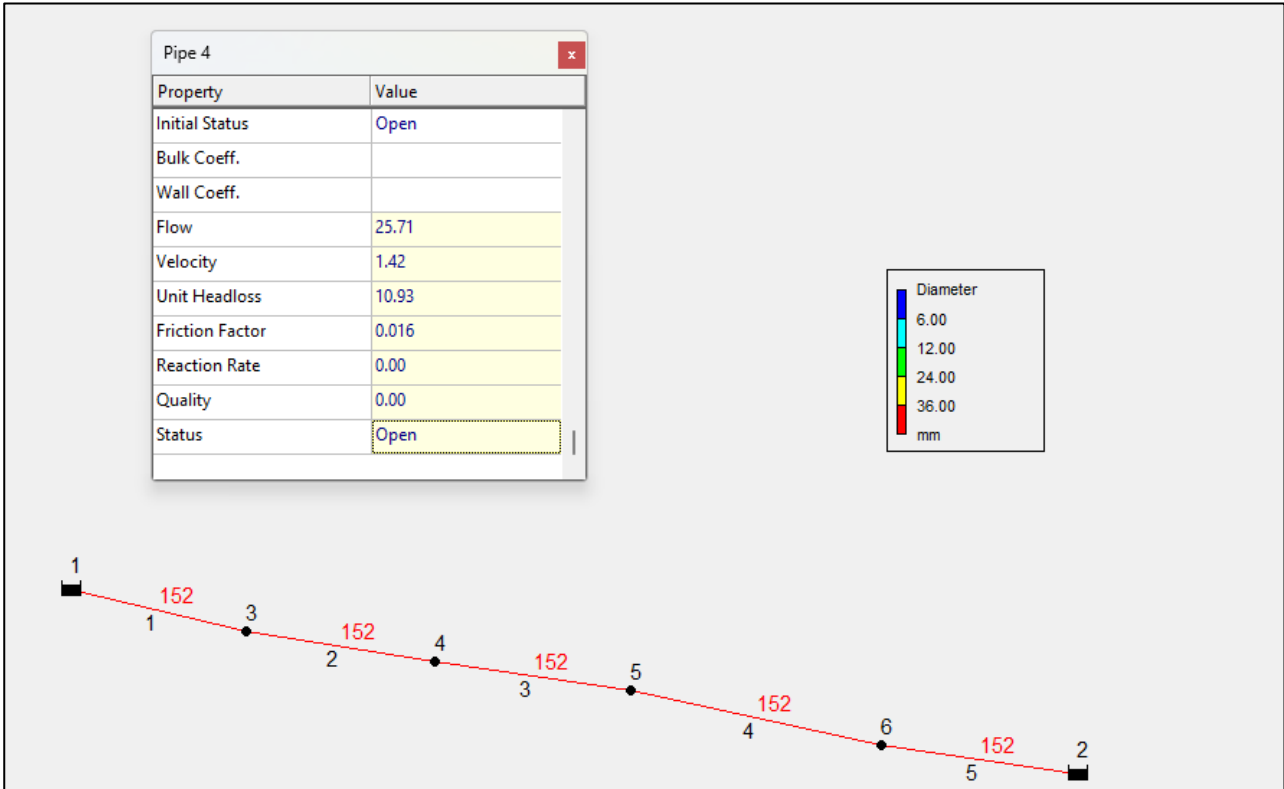 Pipe 4
x
Property Value
Initial Status Open
Bulk Coeff.
Wall Coeff.
Flow 25.71
Velocity 1.42
Unit Headloss 10.93
Friction Factor 0.016
Reaction Rate 0.00
Quality 0.00
Status Open
Diameter
6.00
12.00
24.00
36.00
mm
1
152
1
3
152
2
4
152
3
5
152
4
6
152
5
2